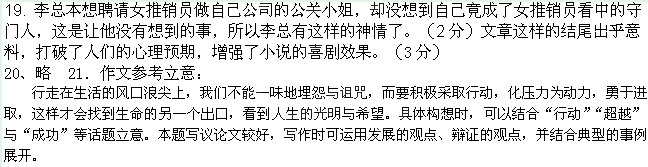 19. 李总本想聘请女推销员做自己公司的公关小姐，却没想到自己竟成了女推销员看中的守
门人，这是让他没有想到的事，所以李总有这样的神情了。（2分）文章这样的结尾出乎意
料，打破了人们的心理预期，增强了小说的喜剧效果。（3分）
20、略 21．作文参考立意：
行走在生活的风口浪尖上，我们不能一味地埋怨与诅咒，而要积极采取行动，化压力为动力，勇于进
取，这样才会找到生命的另一个出口，看到人生的光明与希望。具体构想时，可以结合“行动”“超越”
与“成功”等话题立意。本题写议论文较好，写作时可运用发展的观点、辩证的观点，并结合典型的事例
展开。